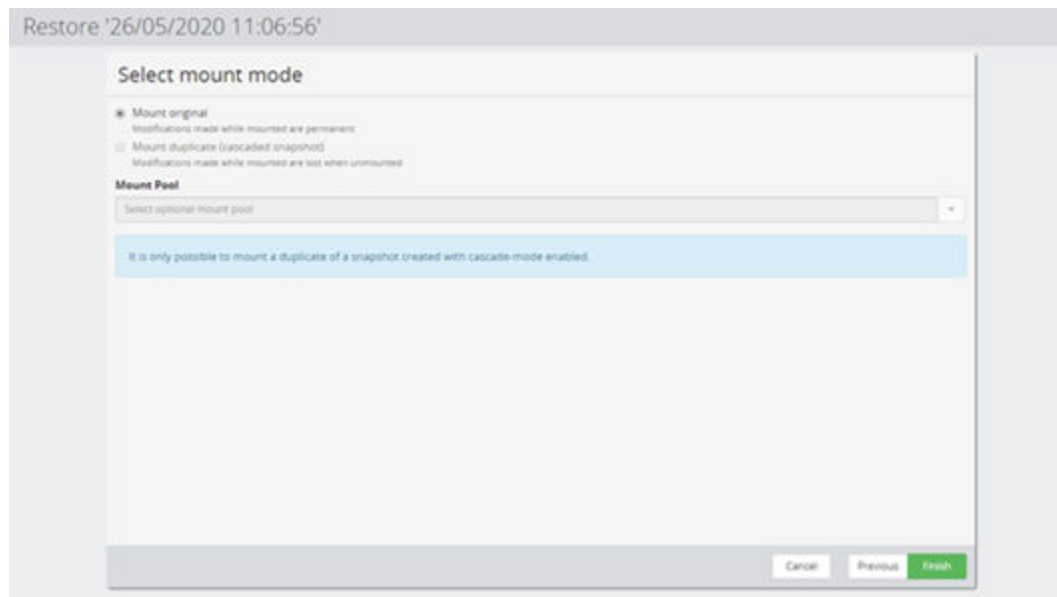 Restore '26/05/2020 11:06:56'
Select mount mode
Mount original
Modifications made while mounted are permanent
Mount duplicate (cascaded snapshot)
Modifications made while mounted are lost when unmounted
Mount Pool
Select optional mount pool
It is only possible to mount a duplicate of a snapshot created with cascade-mode enabled.
Cancel Previous Finish